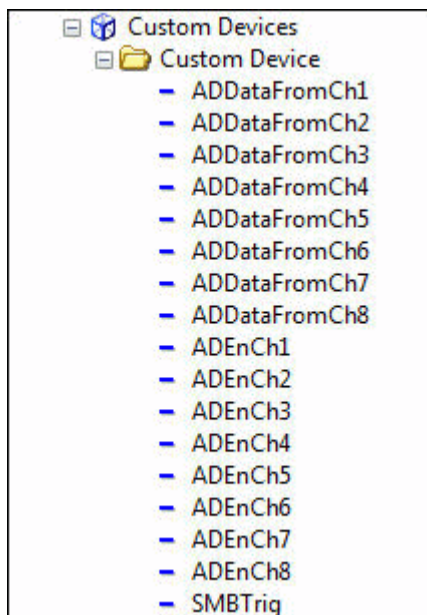 Custom Devices
Custom Device
ADDataFromCh1
ADDataFromCh2
ADDataFromCh3
ADDataFromCh4
ADDataFromCh5
ADDataFromCh6
ADDataFromCh7
ADDataFromCh8
ADEnCh1
ADEnCh2
ADEnCh3
ADEnCh4
ADEnCh5
ADEnCh6
ADEnCh7
ADEnCh8
SMBTrig